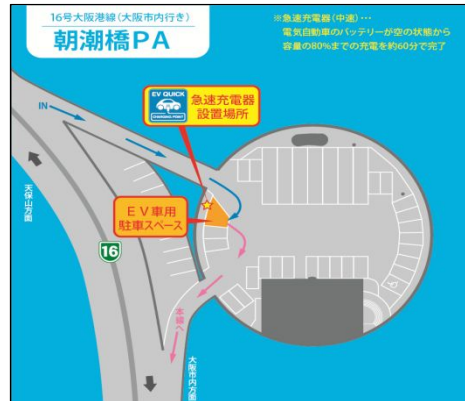 16号大阪港線(大阪市内行き)
朝潮橋PA
※急速充電器(中速)…
電気自動車のバッテリーが空の状態から
容量の80%までの充電を約60分で完了
IN
EV QUICK
CHARGING POINT
急速充電器
設置場所
天保山方面
EV車用
駐車スペース
16
本線へ
大阪市内方面